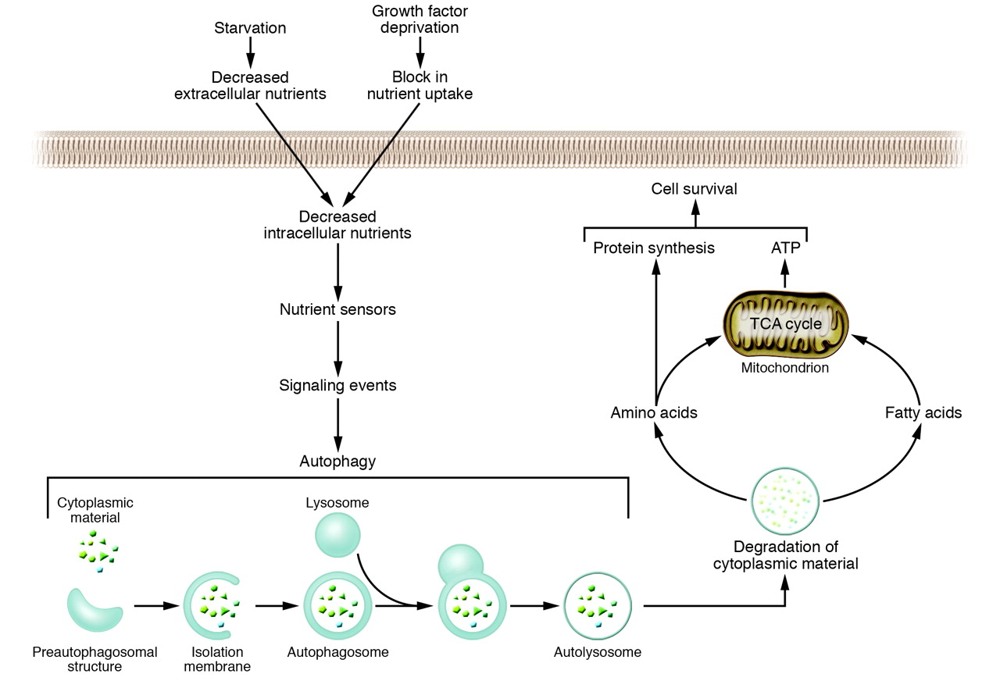 Starvation
Growth factor
deprivation
Decreased
extracellular nutrients
Block in
nutrient uptake
Decreased
intracellular nutrients
Nutrient sensors
Signaling events
Autophagy
Cytoplasmic
material
Lysosome
Preautophagosomal
structure
Isolation
membrane
Autophagosome
Autolysosome
Degradation of
cytoplasmic material
Amino acids
Fatty acids
TCA cycle
Mitochondrion
Protein synthesis
ATP
Cell survival